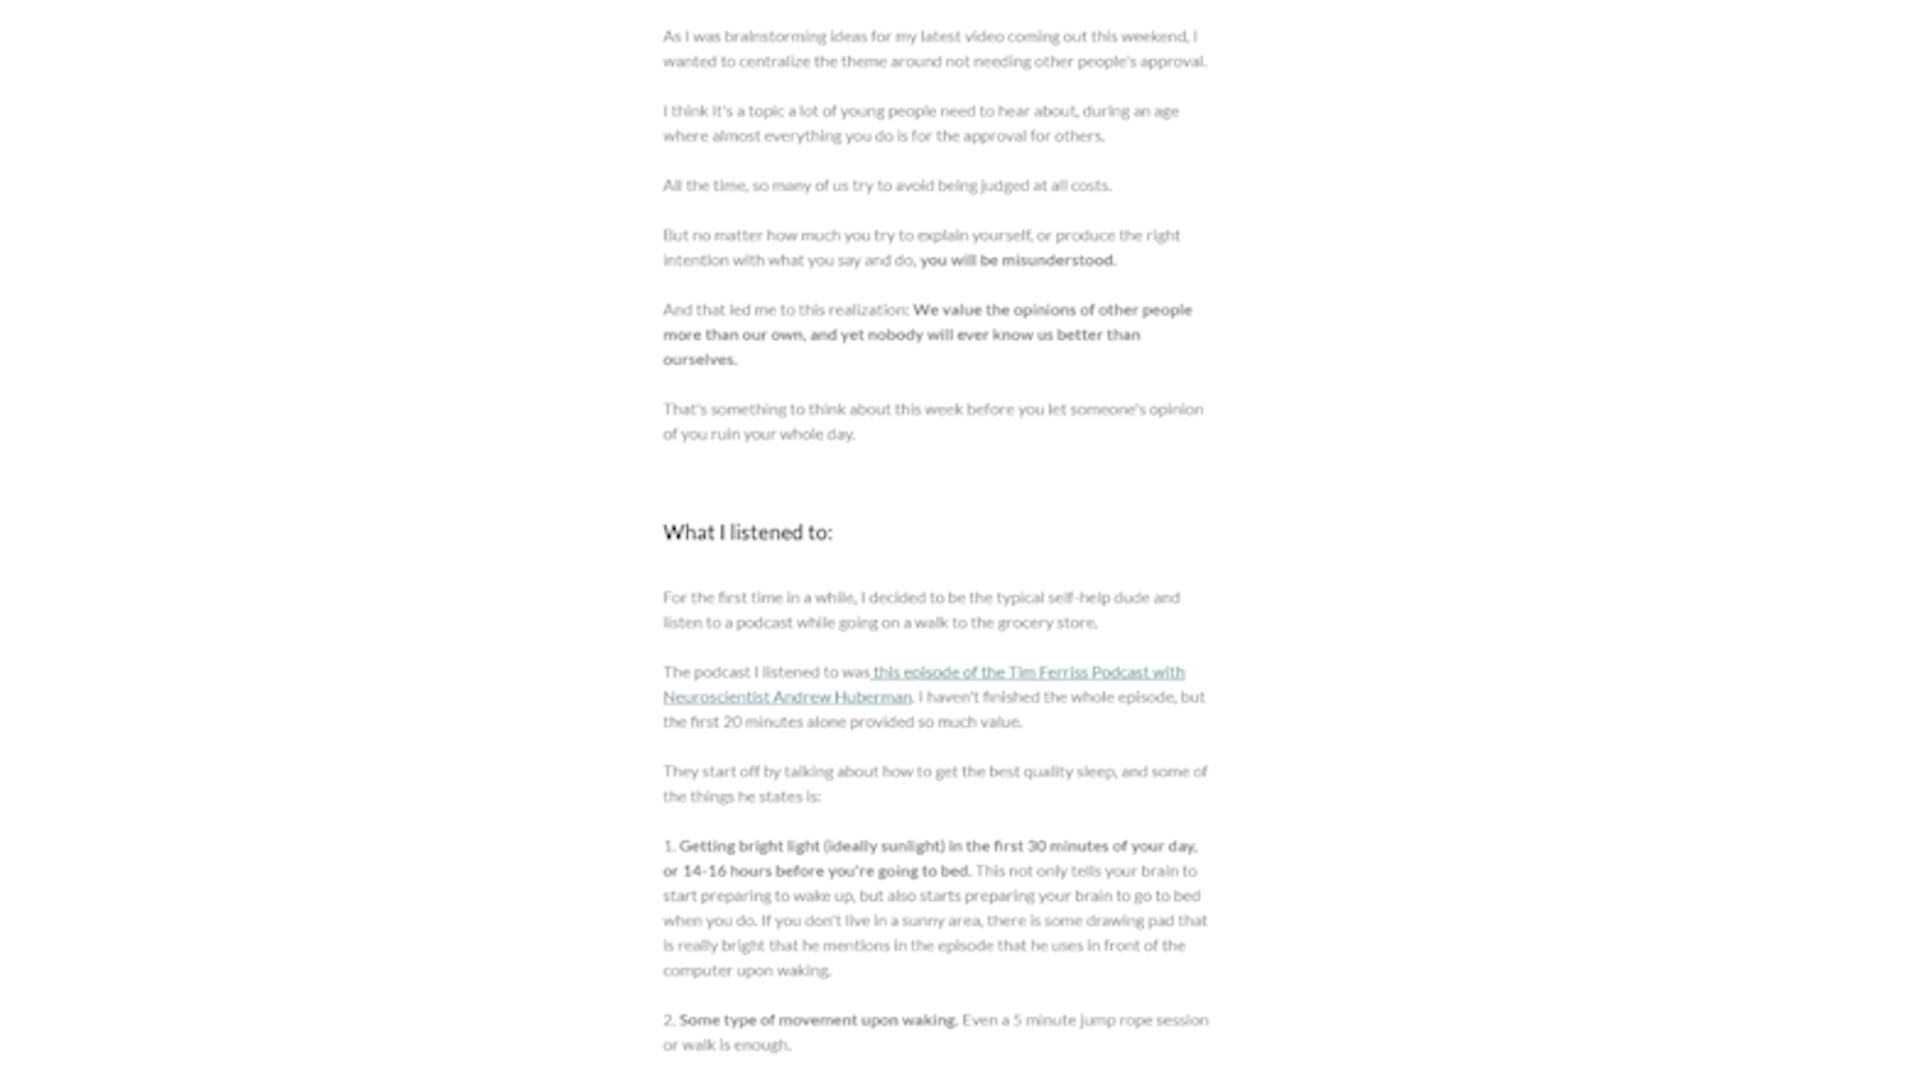 As I was brainstorming ideas for my latest video coming out this weekend, I
wanted to centralize the theme around not needing other people's approval.
I think it's a topic a lot of young people need to hear about, during an age
where almost everything you do is for the approval for others.
All the time, so many of us try to avoid being judged at all costs.
But no matter how much you try to explain yourself, or produce the right
intention with what you say and do, you will be misunderstood.
And that led me to this realization: We value the opinions of other people
more than our own, and yet nobody will ever know us better than
ourselves.
That's something to think about this week before you let someone's opinion
of you ruin your whole day.
What I listened to:
For the first time in a while, I decided to be the typical self-help dude and
listen to a podcast while going on a walk to the grocery store.
The podcast I listened to was this episode of the Tim Ferriss Podcast with
Neuroscientist Andrew Huberman. I haven't finished the whole episode, but
the first 20 minutes alone provided so much value.
They start off by talking about how to get the best quality sleep, and some of
the things he states is:
1. Getting bright light (ideally sunlight) in the first 30 minutes of your day,
or 14-16 hours before you're going to bed. This not only tells your brain to
start preparing to wake up, but also starts preparing your brain to go to bed
when you do. If you don't live in a sunny area, there is some drawing pad that
is really bright that he mentions in the episode that he uses in front of the
computer upon waking.
2. Some type of movement upon waking. Even a 5 minute jump rope session
or walk is enough.